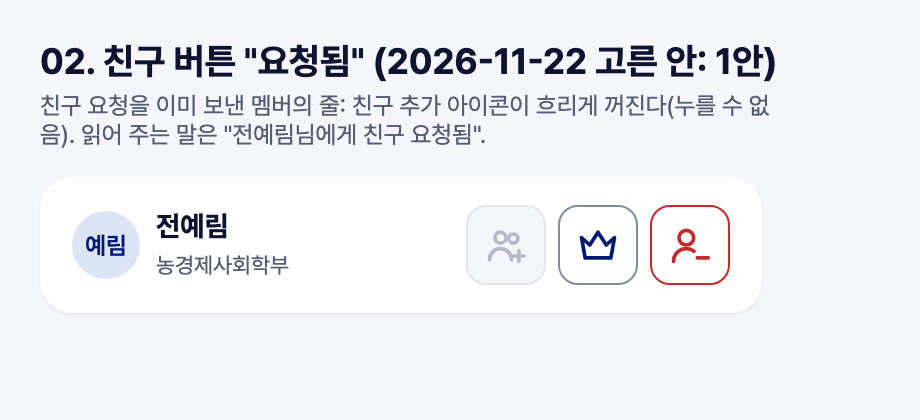 02. 친구 버튼 "요청됨" (2026-11-22 고른 안: 1안)
친구 요청을 이미 보낸 멤버의 줄: 친구 추가 아이콘이 흐리게 꺼진다(누를 수 없
음). 읽어 주는 말은 "전예림님에게 친구 요청됨".
예림
전예림
농경제사회학부